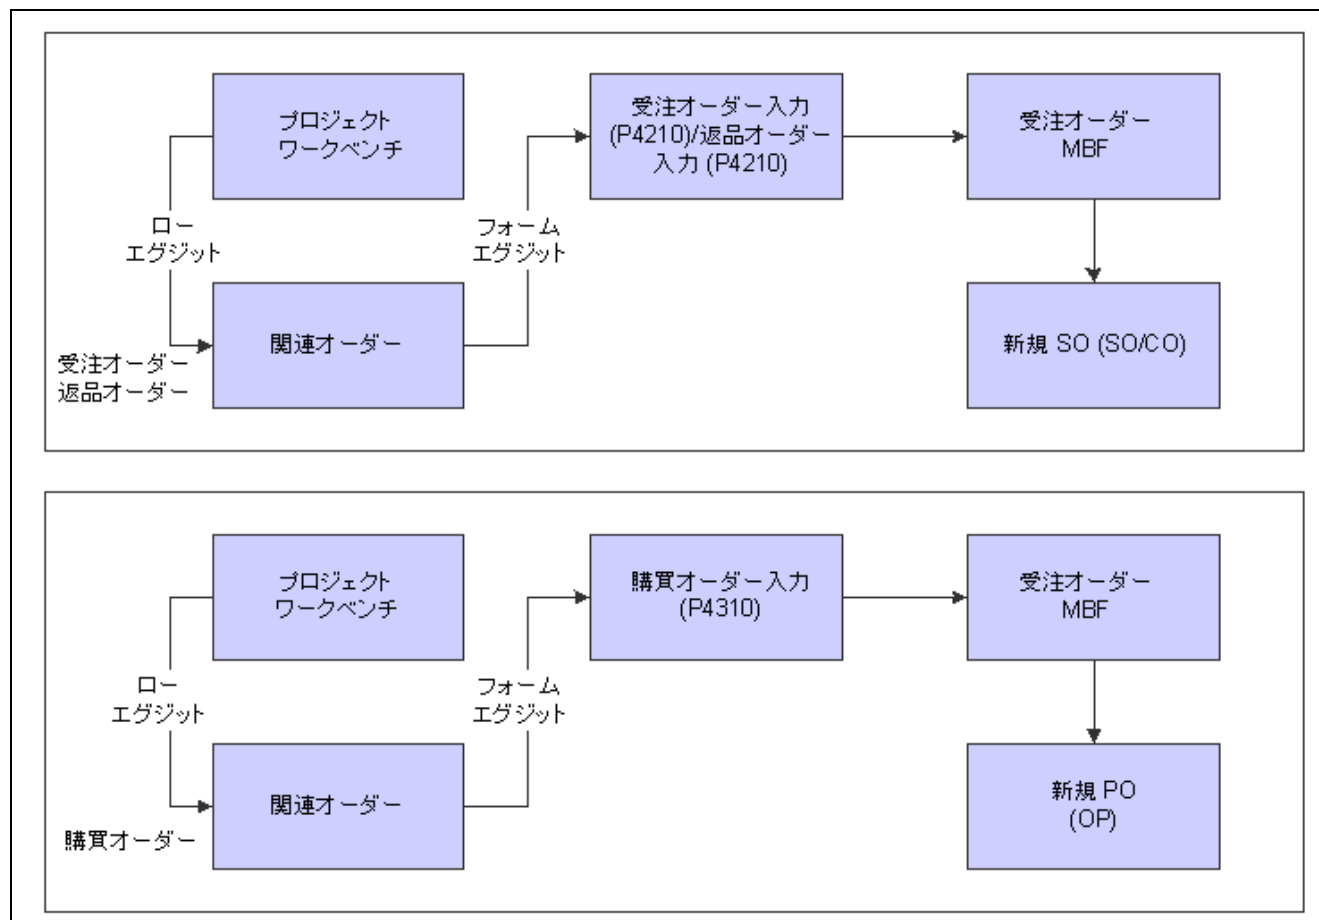 プロジェクト
ワークベンチ
受注オーダー入力
(P4210)/返品オーダー
入力 (P4210)
受注オーダー
MBF
ロー
エグジット
フォーム
エグジット
関連オーダー
新規 SO (SO/CO)
受注オーダー
返品オーダー
プロジェクト
ワークベンチ
購買オーダー入力
(P4310)
受注オーダー
MBF
ロー
エグジット
フォーム
エグジット
関連オーダー
新規 PO
(OP)
購買オーダー